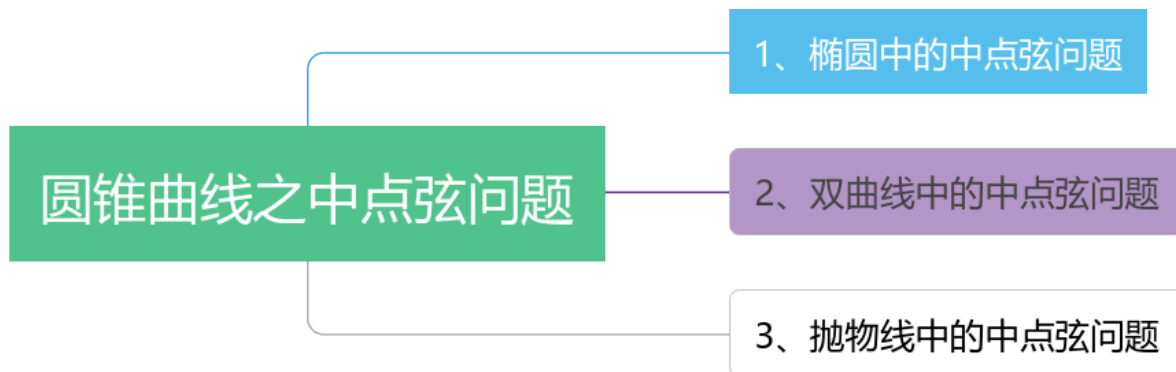 圆锥曲线之中点弦问题
1、椭圆中的中点弦问题
2、双曲线中的中点弦问题
3、抛物线中的中点弦问题